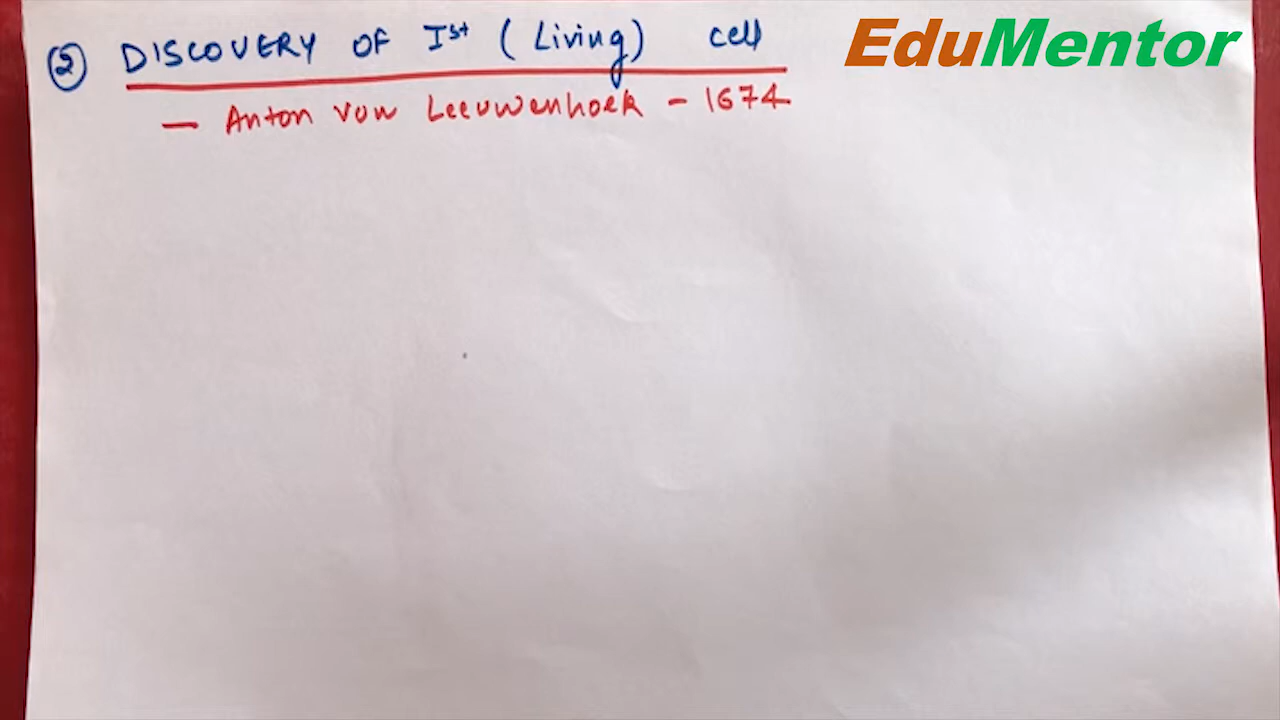 ② DISCOVERY OF Ist (Living) cell
EduMentor
— Anton von Leeuwenhoek - 1674